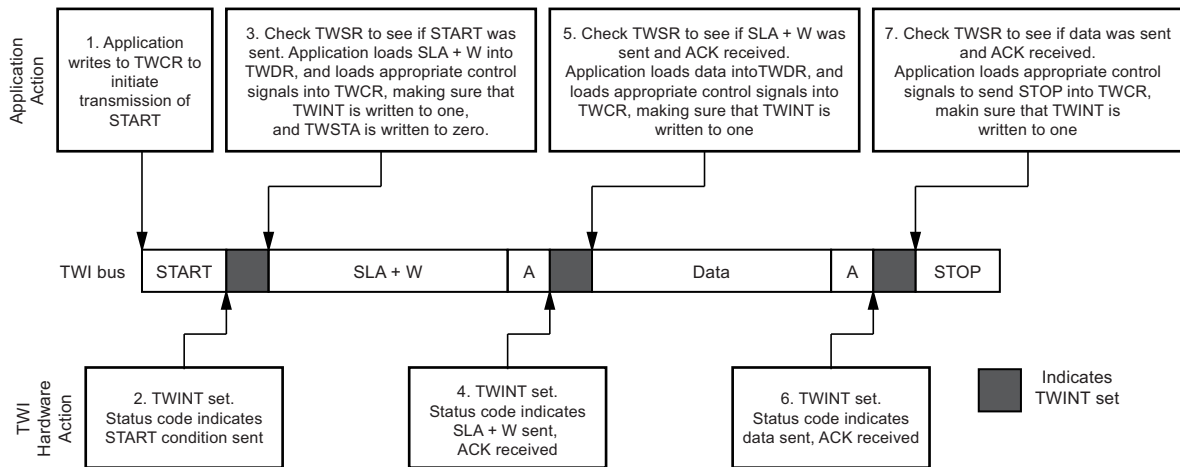 Application
Action
1. Application
writes to TWCR to
initiate
transmission of
START
3. Check TWSR to see if START was
sent. Application loads SLA + W into
TWDR, and loads appropriate control
signals into TWCR, making sure that
TWINT is written to one,
and TWSTA is written to zero.
5. Check TWSR to see if SLA + W was
sent and ACK received.
Application loads data intoTWDR, and
loads appropriate control signals into
TWCR, making sure that TWINT is
written to one
7. Check TWSR to see if data was sent
and ACK received.
Application loads appropriate control
signals to send STOP into TWCR,
makin sure that TWINT is
written to one
TWI bus
START
SLA + W
A
Data
A
STOP
TWI
Hardware
Action
2. TWINT set.
Status code indicates
START condition sent
4. TWINT set.
Status code indicates
SLA + W sent,
ACK received
6. TWINT set.
Status code indicates
data sent, ACK received
Indicates
TWINT set